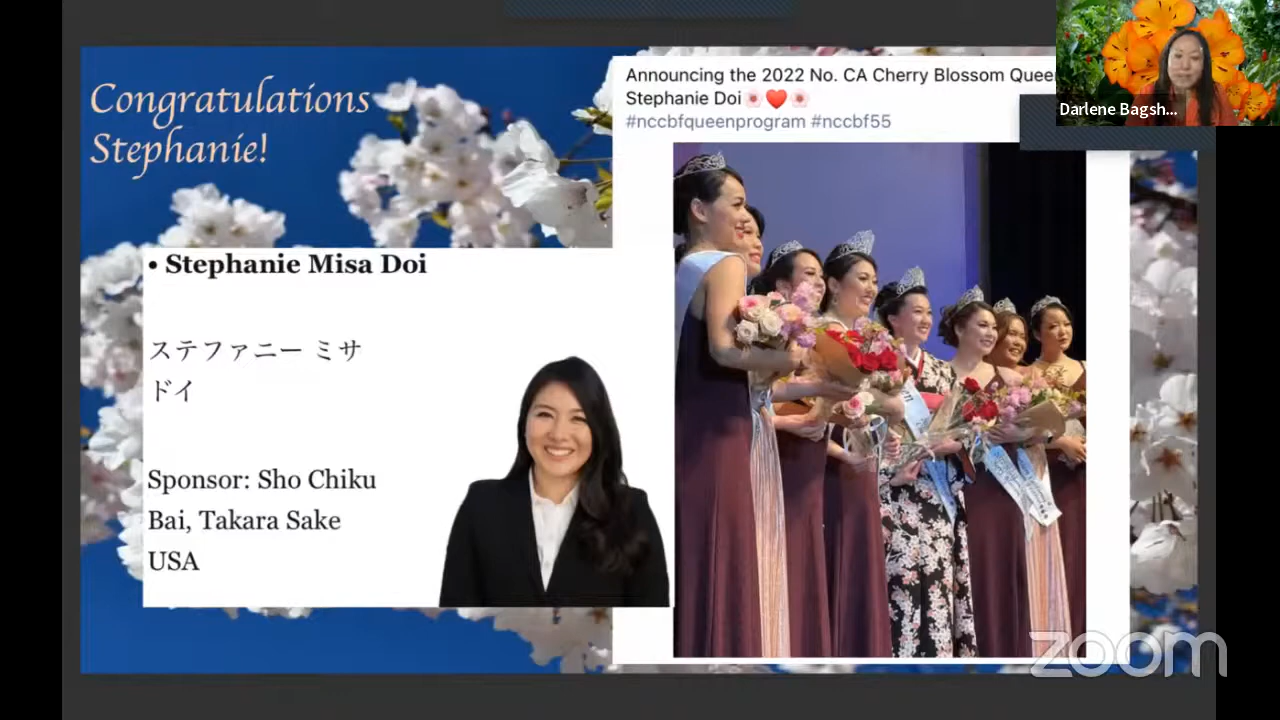 Congratulations
Stephanie!
Announcing the 2022 No. CA Cherry Blossom Queen
Stephanie Doi🌸❤️🌸
#nccbfqueenprogram #nccbf55
Darlene Bagsh...
• Stephanie Misa Doi
ステファニー ミサ
ドイ
Sponsor: Sho Chiku
Bai, Takara Sake
USA
zoom